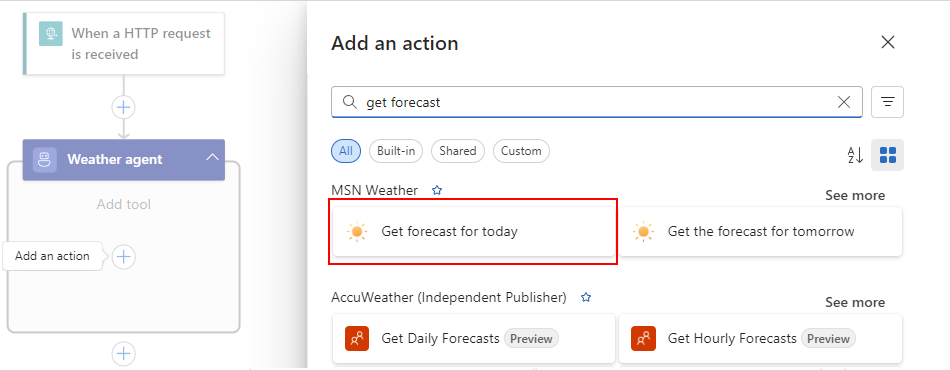 When a HTTP request
is received
Weather agent
Add tool
Add an action
Add an action
get forecast
All
Built-in
Shared
Custom
A
Z
MSN Weather
See more
Get forecast for today
Get the forecast for tomorrow
AccuWeather (Independent Publisher)
See more
Get Daily Forecasts Preview
Get Hourly Forecasts Preview